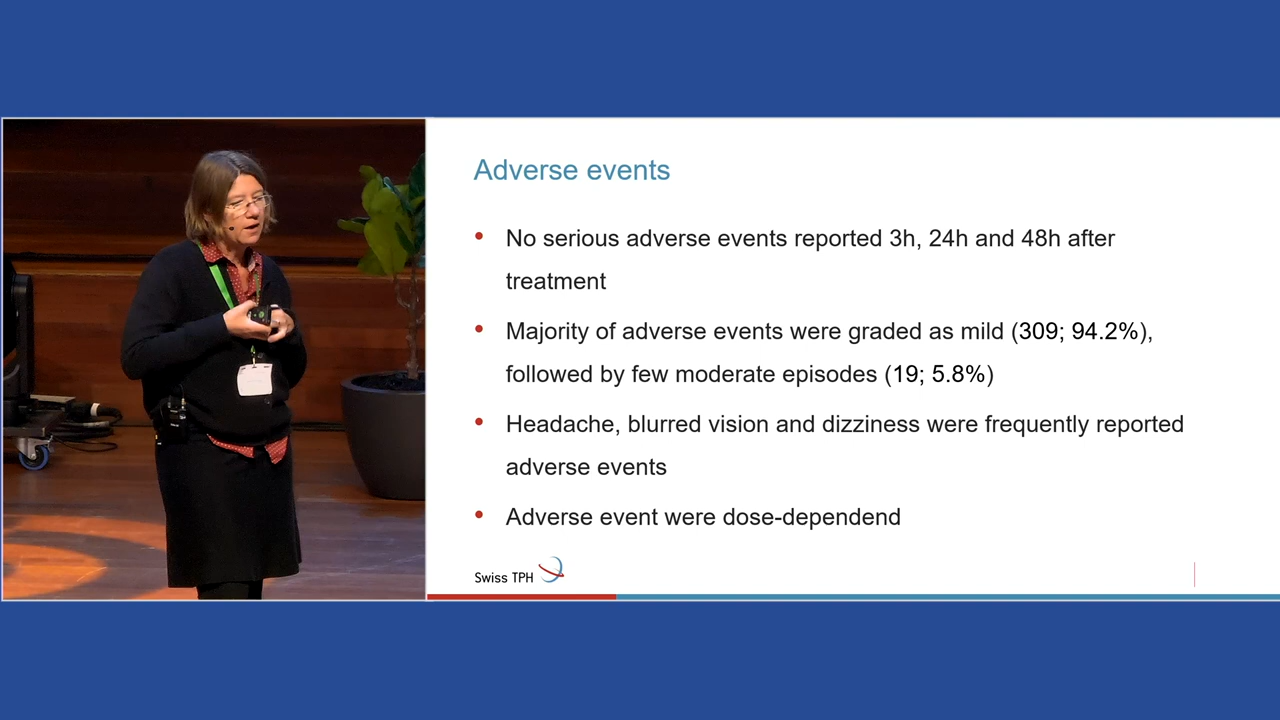 Adverse events
• No serious adverse events reported 3h, 24h and 48h after
treatment
• Majority of adverse events were graded as mild (309; 94.2%),
followed by few moderate episodes (19; 5.8%)
• Headache, blurred vision and dizziness were frequently reported
adverse events
• Adverse event were dose-dependend
Swiss TPH